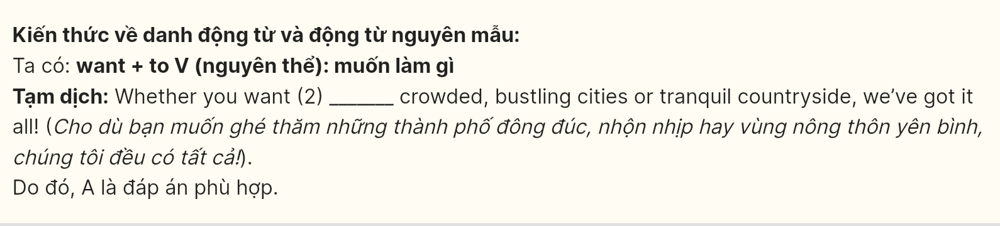 Kiến thức về danh động từ và động từ nguyên mẫu:
Ta có: want + to V (nguyên thể): muốn làm gì
Tạm dịch: Whether you want (2) _______ crowded, bustling cities or tranquil countryside, we’ve got it
all! (Cho dù bạn muốn ghé thăm những thành phố đông đúc, nhộn nhịp hay vùng nông thôn yên bình,
chúng tôi đều có tất cả!).
Do đó, A là đáp án phù hợp.